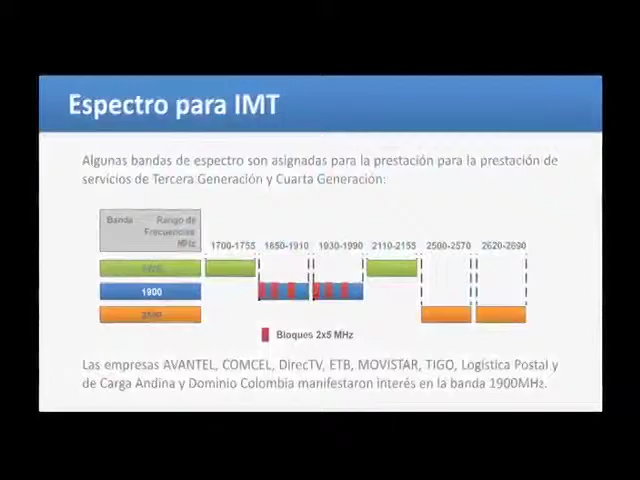 Espectro para IMT
Algunas bandas de espectro son asignadas para la prestación para la prestación de
servicios de Tercera Generación y Cuarta Generación:
Banda Rango de
Frecuencias
MHz
1700-1755 1850-1910 1930-1990 2110-2155 2500-2570 2620-2690
1900
Bloques 2x5 MHz
Las empresas AVANTEL, COMCEL, DirecTV, ETB, MOVISTAR, TIGO, Logística Postal y
de Carga Andina y Dominio Colombia manifestaron interés en la banda 1900MHz.